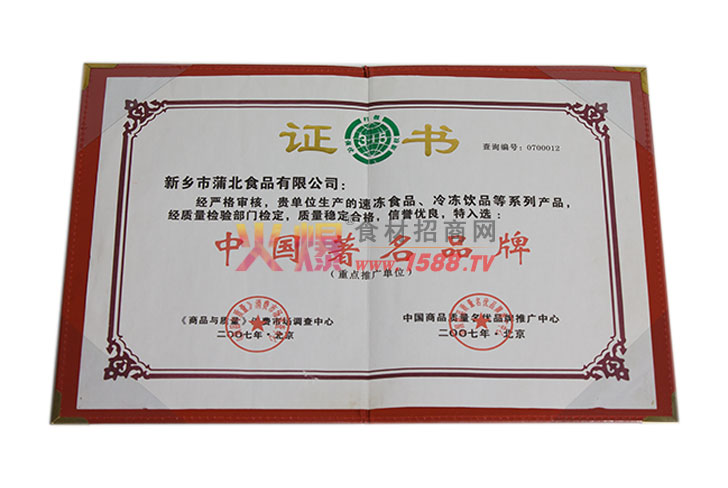 证 315 书
查询编号：0700012
新乡市蒲北食品有限公司：
经严格审核，贵单位生产的速冻食品、冷冻饮品等系列产品，
经质量检验部门检定，质量稳定合格，信誉优良，特入选：
中国著名品牌
火爆食材招商网
www.1588.TV
（重点推广单位）
《商品与质量》消费市场调查中心
二〇〇七年·北京
中国商品质量名优品牌推广中心
二〇〇七年·北京